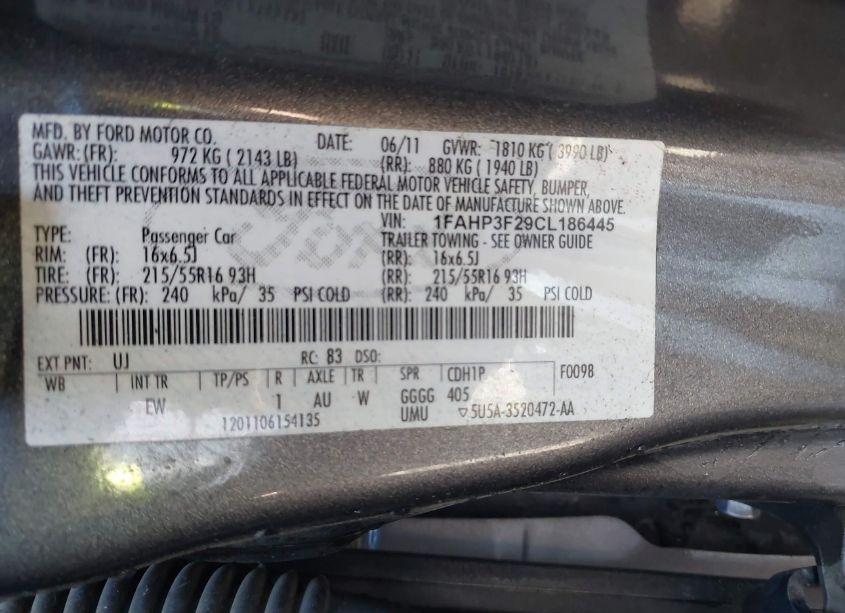 MFD. BY FORD MOTOR CO. DATE: 06/11 GVWR: 1810 KG ( 3990 LB)
GAWR:(FR): 972 KG ( 2143 LB) (RR): 880 KG ( 1940 LB)
THIS VEHICLE CONFORMS TO ALL APPLICABLE FEDERAL MOTOR VEHICLE SAFETY, BUMPER,
AND THEFT PREVENTION STANDARDS IN EFFECT ON THE DATE OF MANUFACTURE SHOWN ABOVE.
VIN: 1FAHP3F29CL186445
TYPE: Passenger Car TRAILER TOWING - SEE OWNER GUIDE
RIM: (FR): 16x6.5J (RR): 16x6.5J
TIRE: (FR): 215/55R16 93H (RR): 215/55R16 93H
PRESSURE: (FR): 240 kPa/ 35 PSI COLD (RR): 240 kPa/ 35 PSI COLD
EXT PNT: UJ RC: 83 DSO:
WB INT TR TP/PS R AXLE TR SPR CDH1P F0098
EW 1 AU W GGGG 405
1201106154135 UMU ▽5U5A-3520472-AA